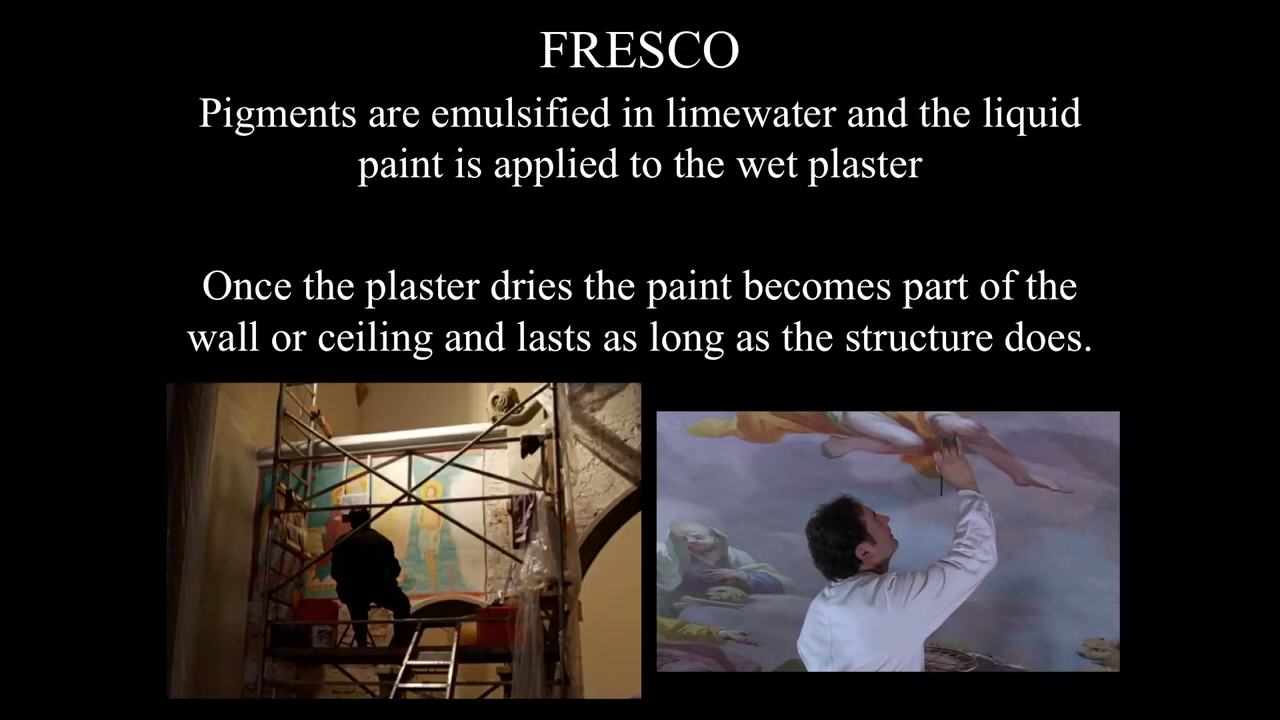 FRESCO
Pigments are emulsified in limewater and the liquid
paint is applied to the wet plaster
Once the plaster dries the paint becomes part of the
wall or ceiling and lasts as long as the structure does.